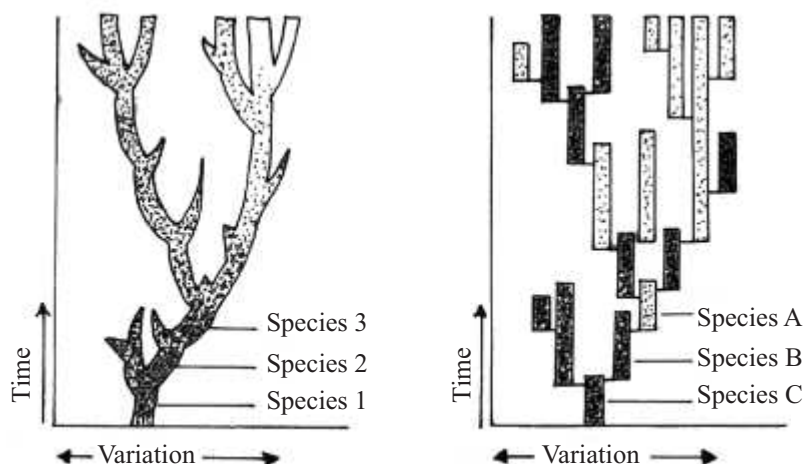 Species 3
Species 2
Species 1
Time
Variation
Species A
Species B
Species C
Time
Variation